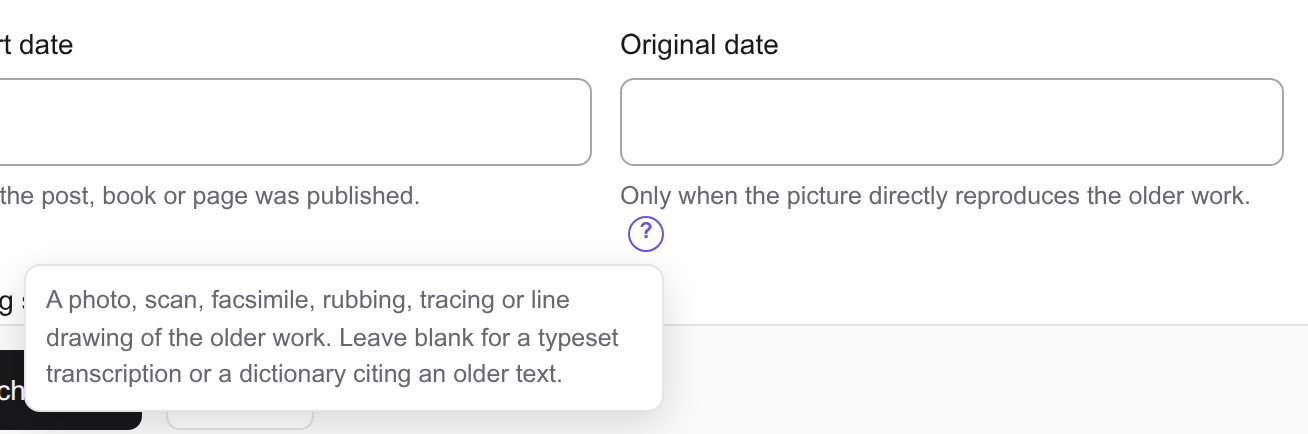 rt date
Original date
the post, book or page was published.
Only when the picture directly reproduces the older work.
?
g
A photo, scan, facsimile, rubbing, tracing or line
drawing of the older work. Leave blank for a typeset
transcription or a dictionary citing an older text.
ch